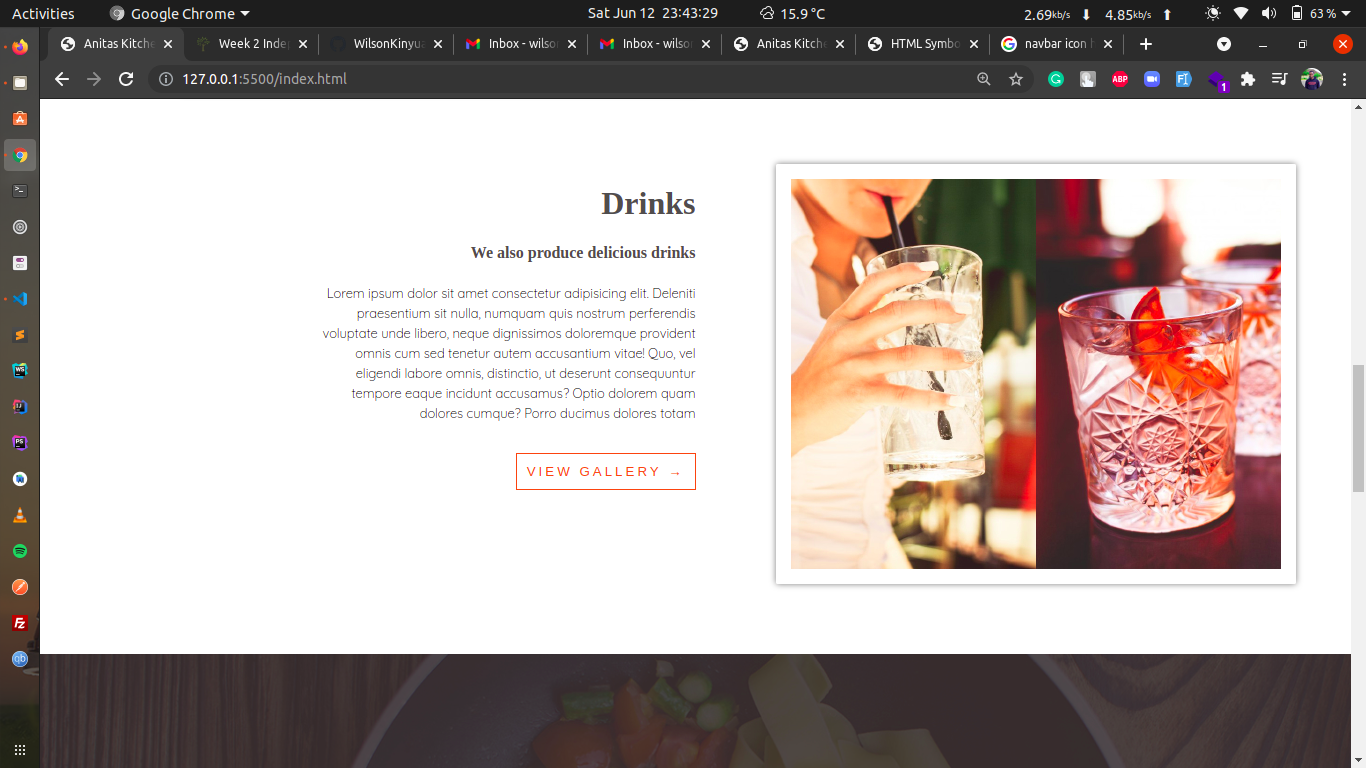 Activities
Google Chrome
Sat Jun 12 23:43:29
15.9 °C
2.69kb/s
4.85kb/s
63 %
Anitas Kitche
Week 2 Inde
WilsonKinyua
Inbox - wilso
Inbox - wilso
Anitas Kitche
HTML Symbo
navbar icon h
127.0.0.1:5500/index.html
ABP
1
Drinks
We also produce delicious drinks
Lorem ipsum dolor sit amet consectetur adipisicing elit. Deleniti
praesentium sit nulla, numquam quis nostrum perferendis
voluptate unde libero, neque dignissimos doloremque provident
omnis cum sed tenetur autem accusantium vitae! Quo, vel
eligendi labore omnis, distinctio, ut deserunt consequuntur
tempore eaque incidunt accusamus? Optio dolorem quam
dolores cumque? Porro ducimus dolores totam
VIEW GALLERY →
WS
PS
Fz
qb